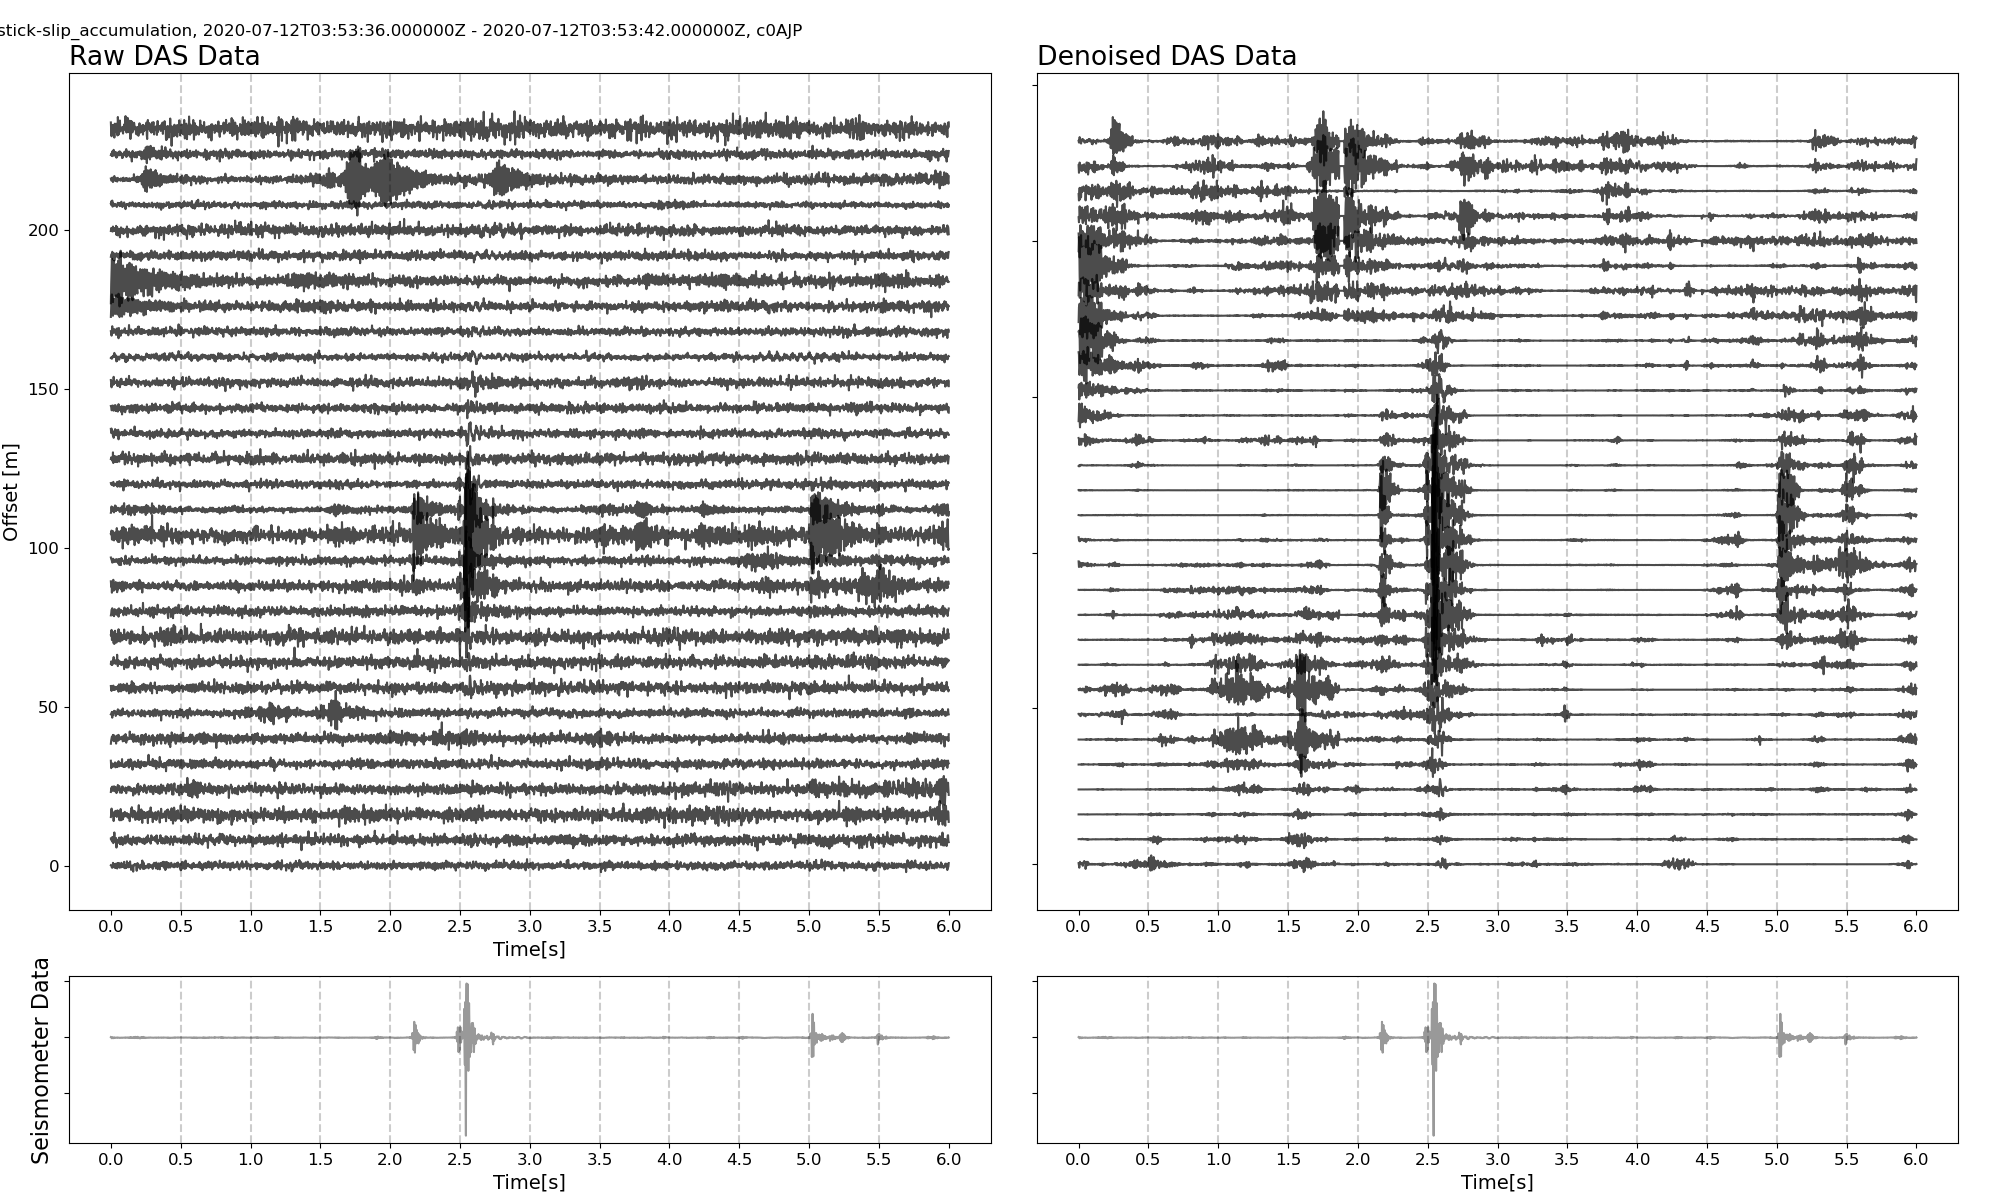 stick-slip_accumulation, 2020-07-12T03:53:36.000000Z - 2020-07-12T03:53:42.000000Z, c0AJP
Raw DAS Data
Denoised DAS Data
Offset [m]
200
150
100
50
0
0.0 0.5 1.0 1.5 2.0 2.5 3.0 3.5 4.0 4.5 5.0 5.5 6.0
Time[s]
0.0 0.5 1.0 1.5 2.0 2.5 3.0 3.5 4.0 4.5 5.0 5.5 6.0
Seismometer Data
0.0 0.5 1.0 1.5 2.0 2.5 3.0 3.5 4.0 4.5 5.0 5.5 6.0
Time[s]
0.0 0.5 1.0 1.5 2.0 2.5 3.0 3.5 4.0 4.5 5.0 5.5 6.0
Time[s]